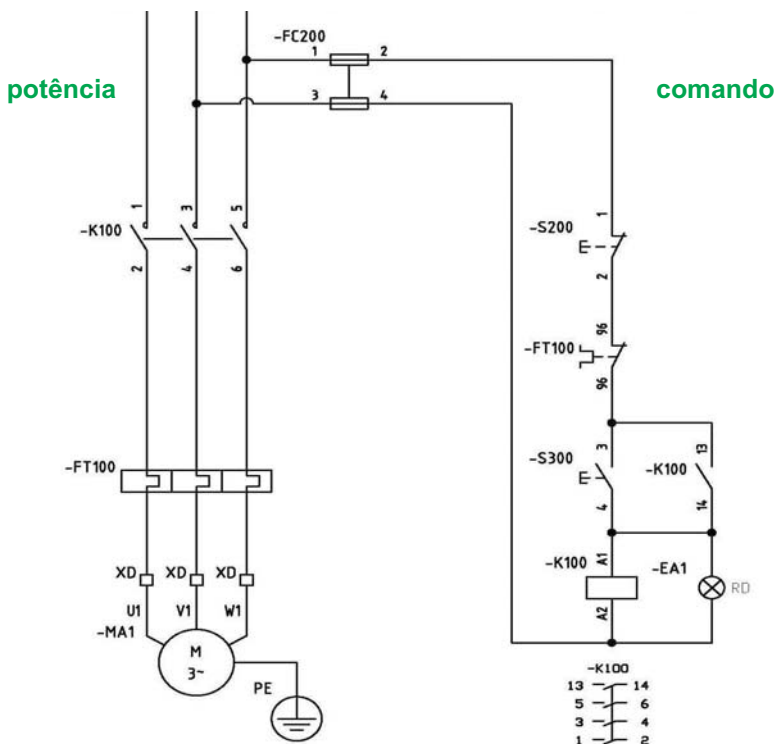 -FC200
1 2
potência
comando
3 4
1 3 5
-K100
2 4 6
1
-S200
2
96
-FT100
96
3 13
-S300 -K100
4 14
-FT100
A1
-K100 -EA1
RD
A2
XD XD XD
U1 V1 W1
-MA1
M
3~
PE
-K100
13 14
5 6
3 4
1 2